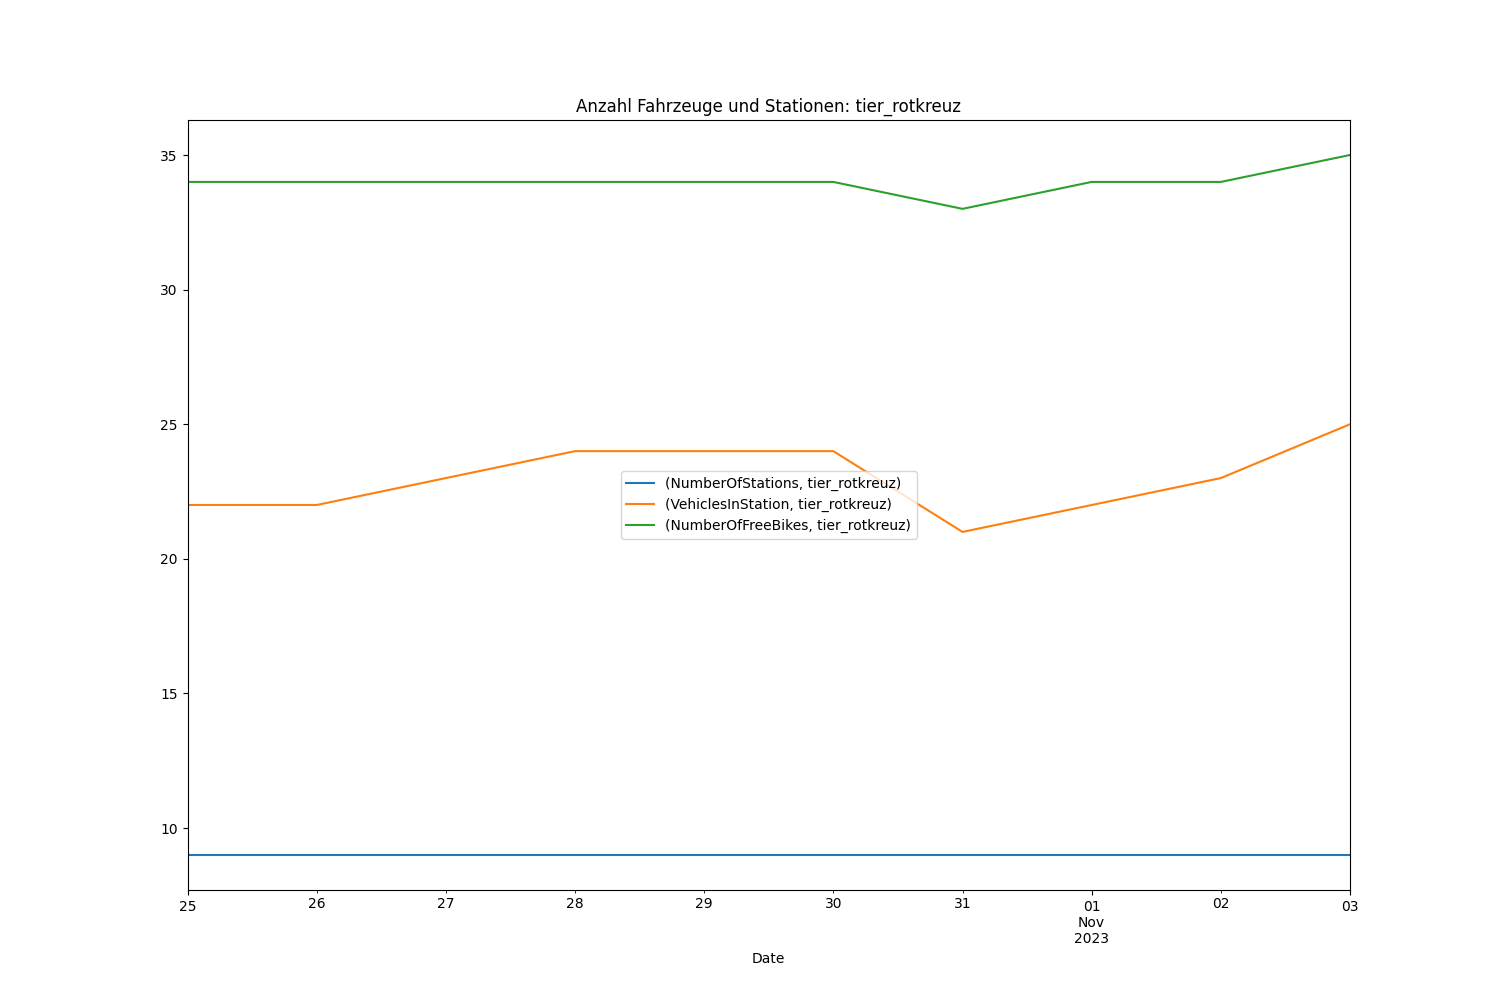 Anzahl Fahrzeuge und Stationen: tier_rotkreuz
35
30
25
20
15
10
(NumberOfStations, tier_rotkreuz)
(VehiclesInStation, tier_rotkreuz)
(NumberOfFreeBikes, tier_rotkreuz)
25 26 27 28 29 30 31 01 02 03
Nov
2023
Date